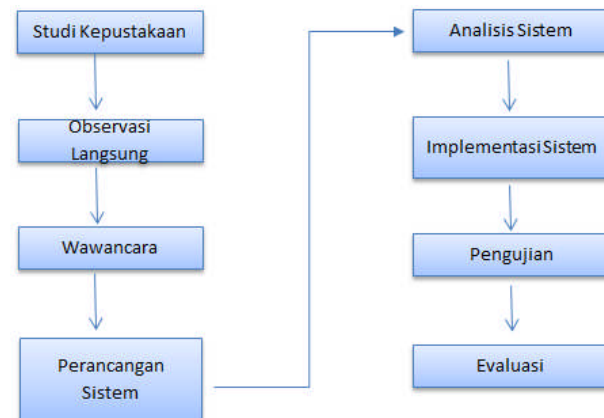 Studi Kepustakaan
Observasi
Langsung
Wawancara
Perancangan
Sistem
Analisis Sistem
Implementasi Sistem
Pengujian
Evaluasi